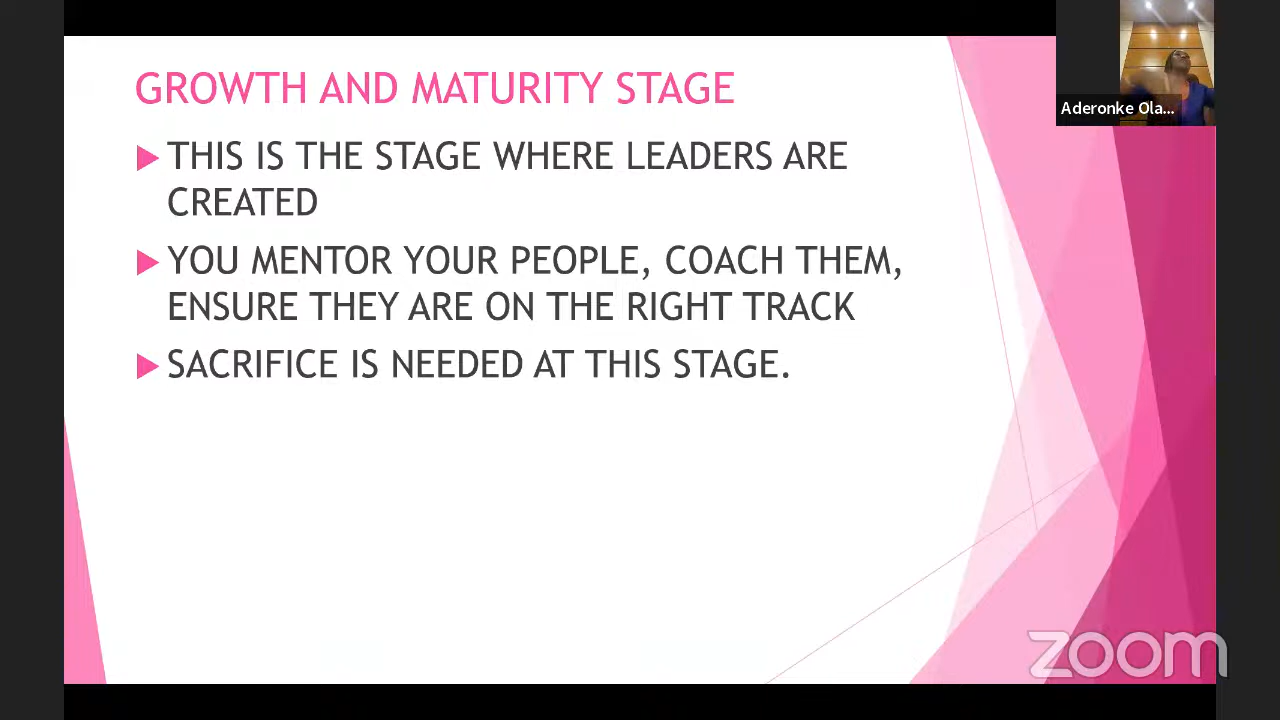 GROWTH AND MATURITY STAGE
THIS IS THE STAGE WHERE LEADERS ARE
CREATED
YOU MENTOR YOUR PEOPLE, COACH THEM,
ENSURE THEY ARE ON THE RIGHT TRACK
SACRIFICE IS NEEDED AT THIS STAGE.
Aderonke Ola...
zoom